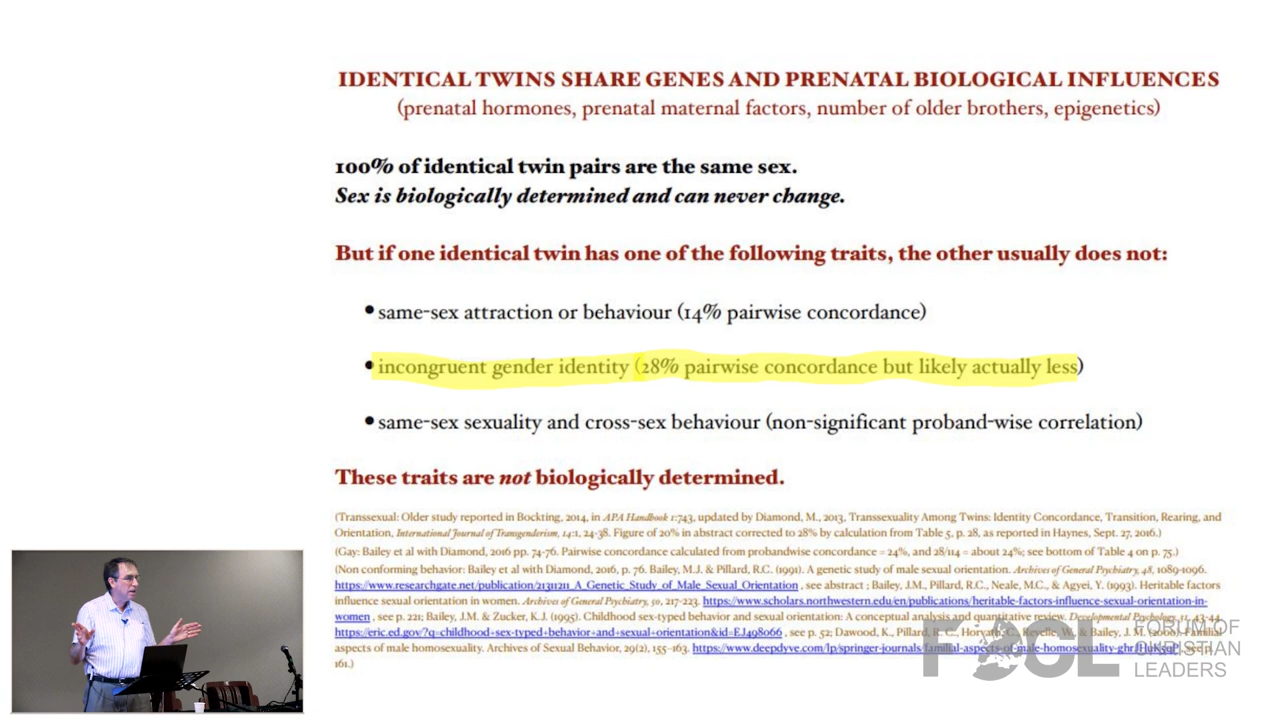 IDENTICAL TWINS SHARE GENES AND PRENATAL BIOLOGICAL INFLUENCES
(prenatal hormones, prenatal maternal factors, number of older brothers, epigenetics)
100% of identical twin pairs are the same sex.
Sex is biologically determined and can never change.
But if one identical twin has one of the following traits, the other usually does not:
• same-sex attraction or behaviour (14% pairwise concordance)
• incongruent gender identity (28% pairwise concordance but likely actually less)
• same-sex sexuality and cross-sex behaviour (non-significant proband-wise correlation)
These traits are not biologically determined.
(Transsexual: Older study reported in Bockting, 2014, in APA Handbook 1:743, updated by Diamond, M., 2013, Transsexuality Among Twins: Identity Concordance, Transition, Rearing, and
Orientation, International Journal of Transgenderism, 14:1, 24-38. Figure of 20% in abstract corrected to 28% by calculation from Table 5, p. 28, as reported in Haynes, Sept. 27, 2016.)
(Gay: Bailey et al with Diamond, 2016 pp. 74-76. Pairwise concordance calculated from probandwise concordance = 24%, and 28/114 = about 24%; see bottom of Table 4 on p. 75.)
(Non conforming behavior: Bailey et al with Diamond, 2016, p. 76. Bailey, M.J. & Pillard, R.C. (1991). A genetic study of male sexual orientation. Archives of General Psychiatry, 48, 1089-1096.
https://www.researchgate.net/publication/21311211_A_Genetic_Study_of_Male_Sexual_Orientation , see abstract ; Bailey, J.M., Pillard, R.C., Neale, M.C., & Agyei, Y. (1993). Heritable factors
influence sexual orientation in women. Archives of General Psychiatry, 50, 217-223. https://www.scholars.northwestern.edu/en/publications/heritable-factors-influence-sexual-orientation-in-
women , see p. 221; Bailey, J.M. & Zucker, K.J. (1995). Childhood sex-typed behavior and sexual orientation: A conceptual analysis and quantitative review. Developmental Psychology, 31, 43-
https://eric.ed.gov/?q=childhood+sex-typed+behavior+and+sexual+orientation&id=EJ498066 , see p. 52; Dawood, K., Pillard, R. C., Horvath, C., Revelle, W., & Bailey, J. M. (2000). Familial
aspects of male homosexuality. Archives of Sexual Behavior, 29(2), 155-163. https://www.deepdyve.com/lp/springer-journals/familial-aspects-of-male-homosexuality-
161.)
FOCL
FORUM OF
CHRISTIAN
LEADERS